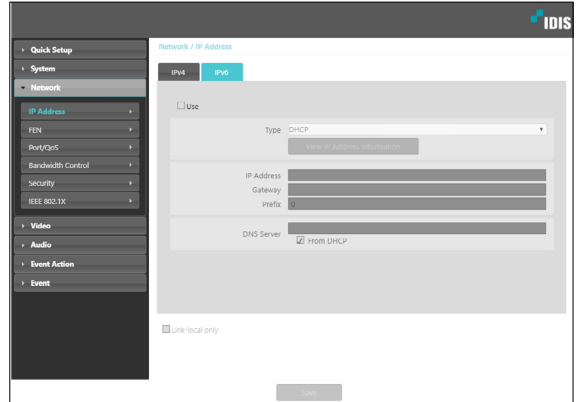 IDIS
Quick Setup
System
Network
IP Address
FEN
Port/QoS
Bandwidth Control
Security
IEEE 802.1X
Video
Audio
Event Action
Event
Network / IP Address
IPv4 IPv6
Use
Type DHCP
View IP Address Information
IP Address
Gateway
Prefix 0
DNS Server
From DHCP
Link-local only
Save